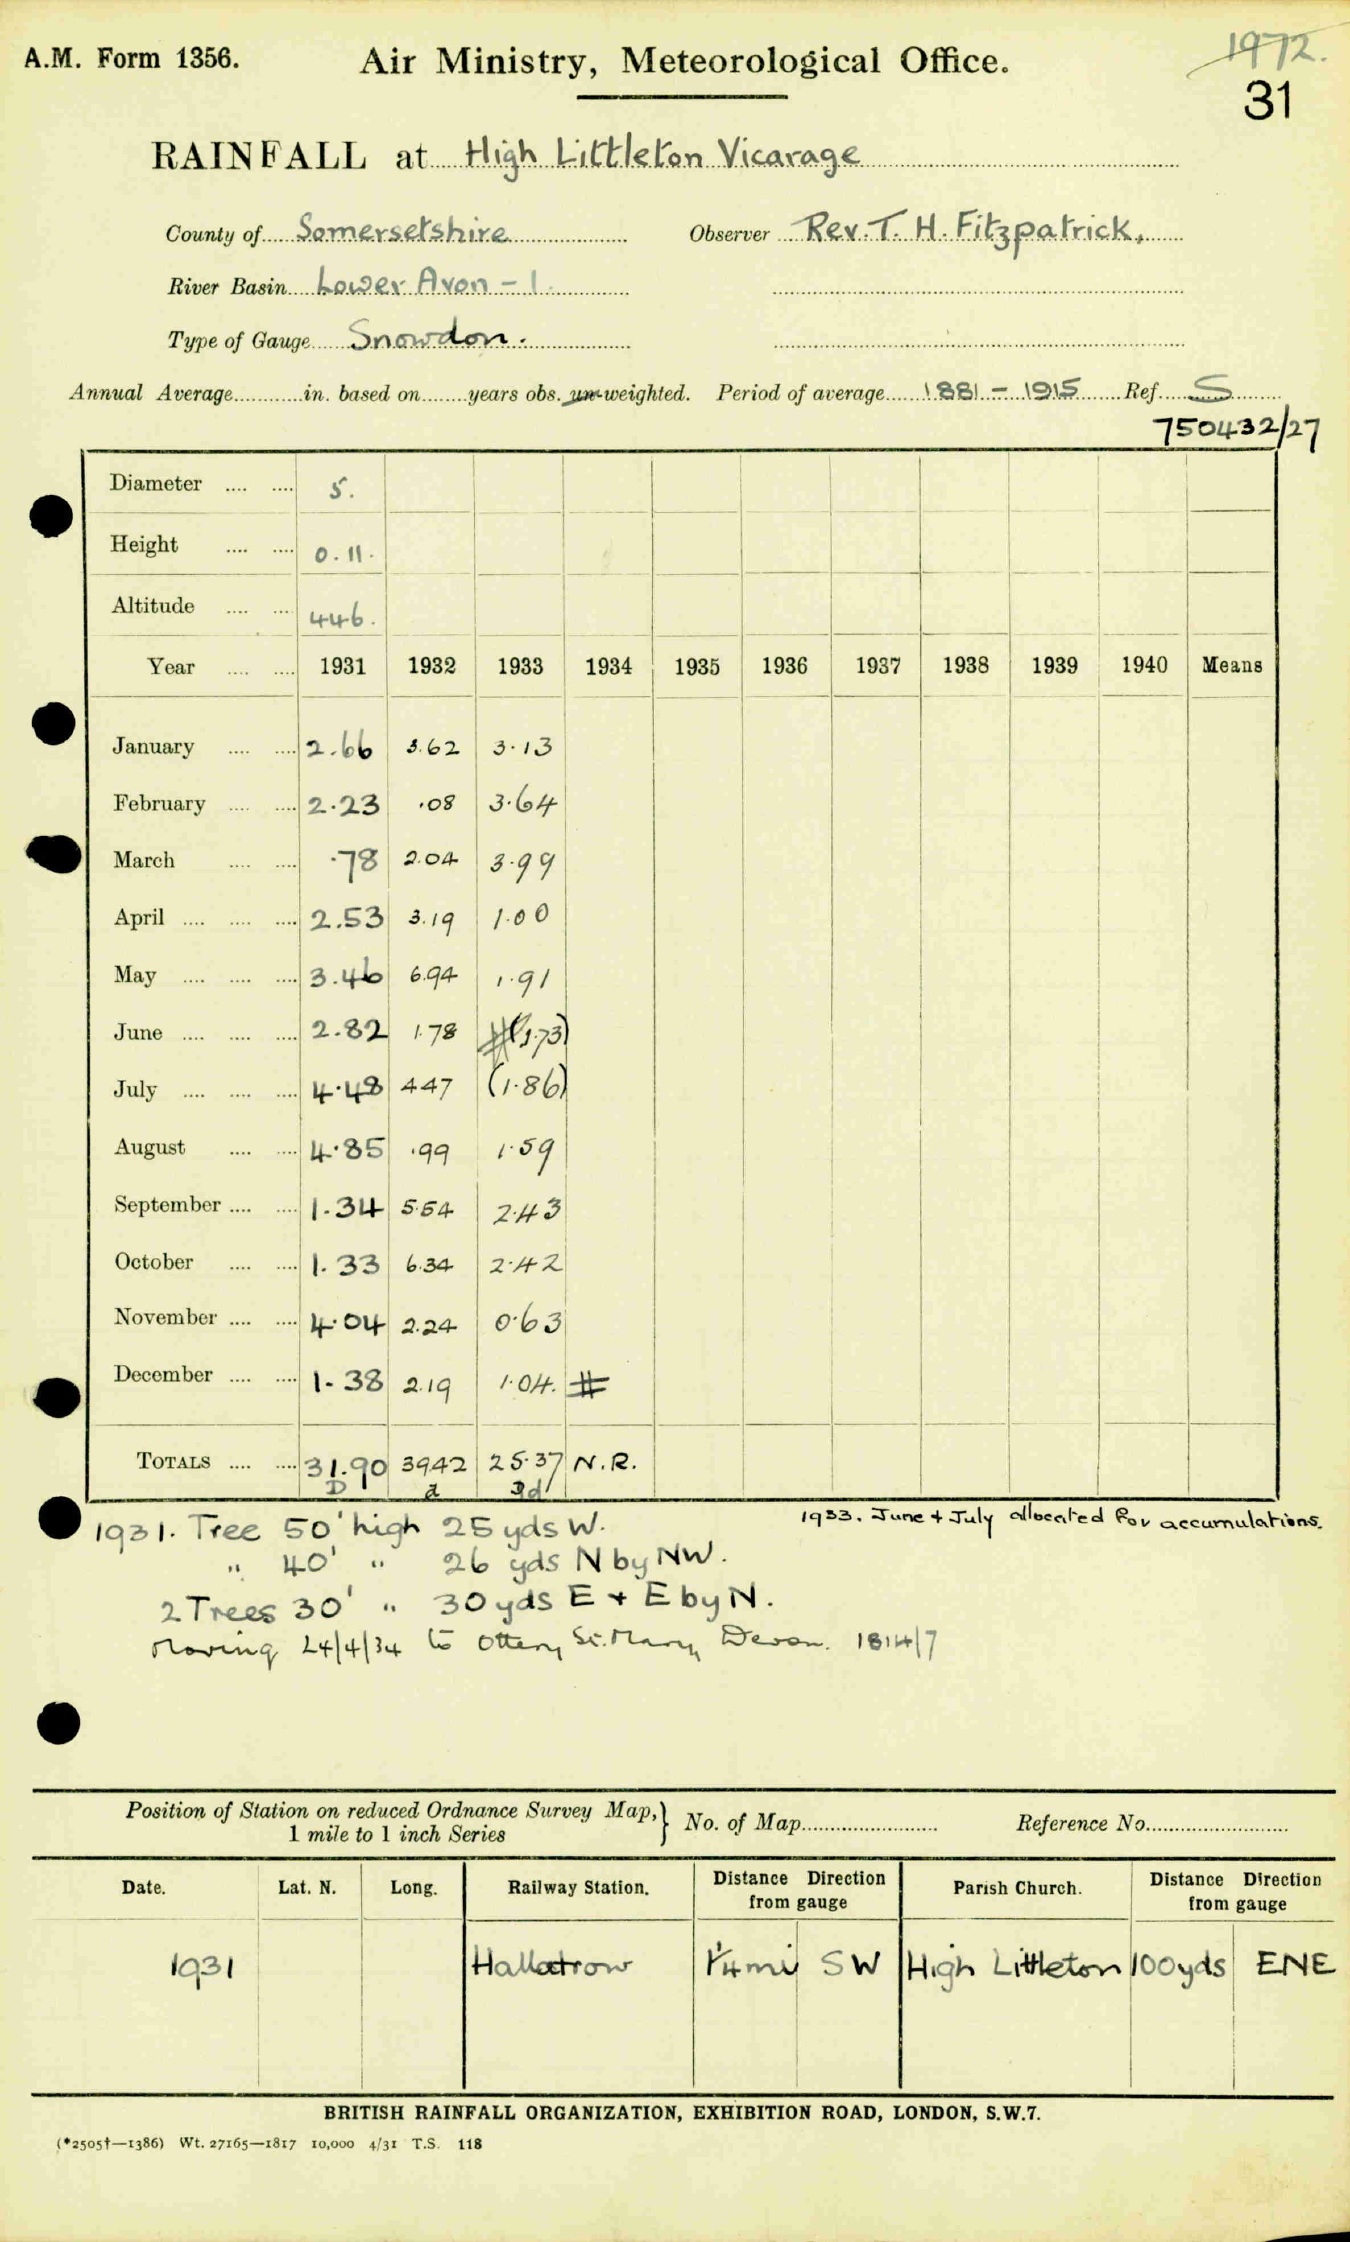 A.M. Form 1356. Air Ministry, Meteorological Office. 1972.
31
RAINFALL at High Littleton Vicarage
County of Somersetshire Observer Rev. T. H. Fitzpatrick,
River Basin Lower Avon - 1
Type of Gauge Snowdon.
Annual Average............in. based on........years obs. un-weighted. Period of average 1881 - 1915 Ref. S
750432/27
Diameter .... .... 5.
Height .... .... 0.11.
Altitude .... .... 446.
Year .... .... 1931 1932 1933 1934 1935 1936 1937 1938 1939 1940 Means
January .... .... 2.66 3.62 3.13
February .... .... 2.23 .08 3.64
March .... .... .78 2.04 3.99
April .... .... .... 2.53 3.19 1.00
May .... .... .... 3.46 6.94 1.91
June .... .... .... 2.82 1.78 # (1.73)
July .... .... .... 4.48 4.47 (1.86)
August .... .... 4.85 .99 1.59
September .... .... 1.34 5.54 2.43
October .... .... 1.33 6.34 2.42
November .... .... 4.04 2.24 0.63
December .... .... 1.38 2.19 1.04. #
TOTALS .... .... 31.90 39.42 25.37 N.R.
D d d
1931. Tree 50' high 25 yds W. 1933. June + July allocated for accumulations.
" 40' " 26 yds N by NW.
2 Trees 30' " 30 yds E + E by N.
Moving 24/4/34 to Ottery St. Mary, Devon. 1814/7
Position of Station on reduced Ordnance Survey Map,} No. of Map........................ Reference No.........................
1 mile to 1 inch Series
Date. Lat. N. Long. Railway Station. Distance Direction from gauge Parish Church. Distance Direction from gauge
1931 Hallatrow 1/4 mi SW High Littleton 100 yds ENE
BRITISH RAINFALL ORGANIZATION, EXHIBITION ROAD, LONDON, S.W.7.
(*2505†—1386) Wt. 27165—1817 10,000 4/31 T.S. 118